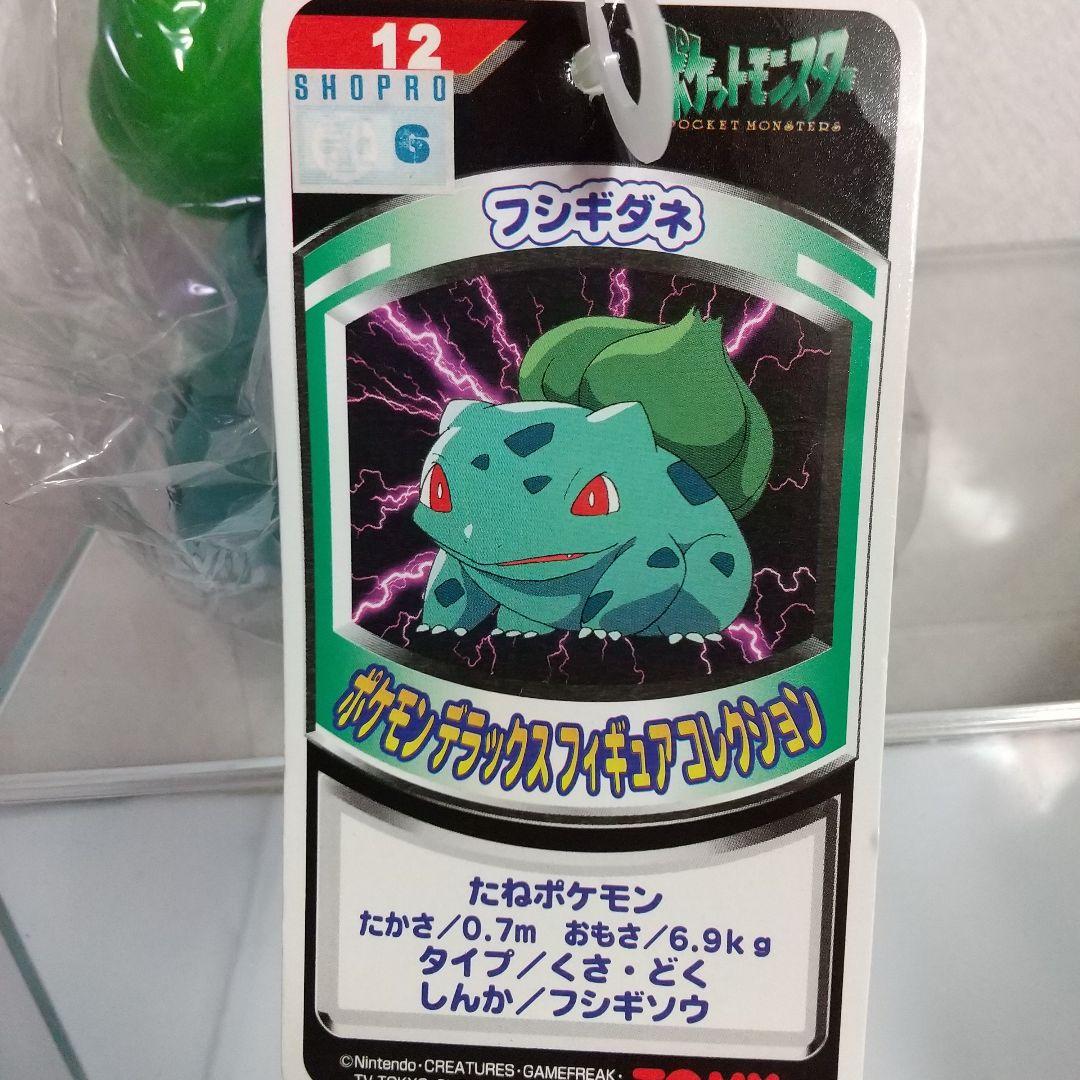 12
SHOPRO
G
ポケットモンスター
POCKET MONSTERS
フシギダネ
ポケモン デラックス フィギュア コレクション
たねポケモン
たかさ/0.7m おもさ/6.9kg
タイプ/くさ・どく
しんか/フシギソウ
©Nintendo・CREATURES・GAMEFREAK・
TV TOKYO
TOMY